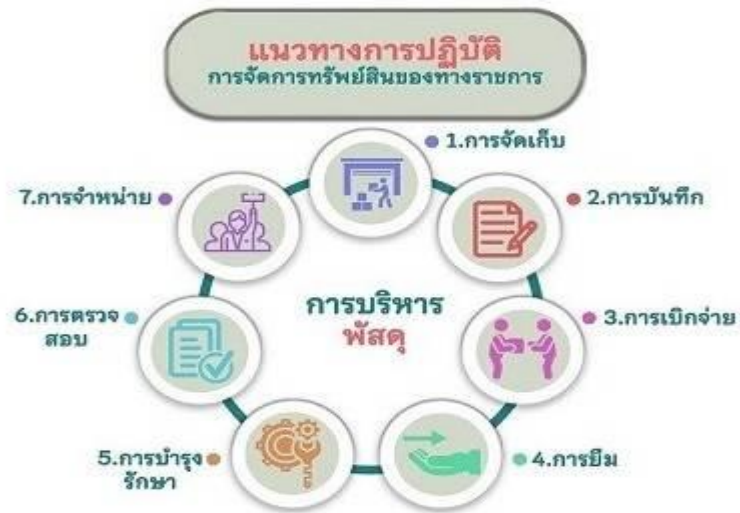 แนวทางการปฏิบัติ
การจัดการทรัพย์สินของทางราชการ
1.การจัดเก็บ
2.การบันทึก
3.การเบิกจ่าย
4.การยืม
5.การบำรุง
รักษา
6.การตรวจ
สอบ
7.การจำหน่าย
การบริหาร
พัสดุ